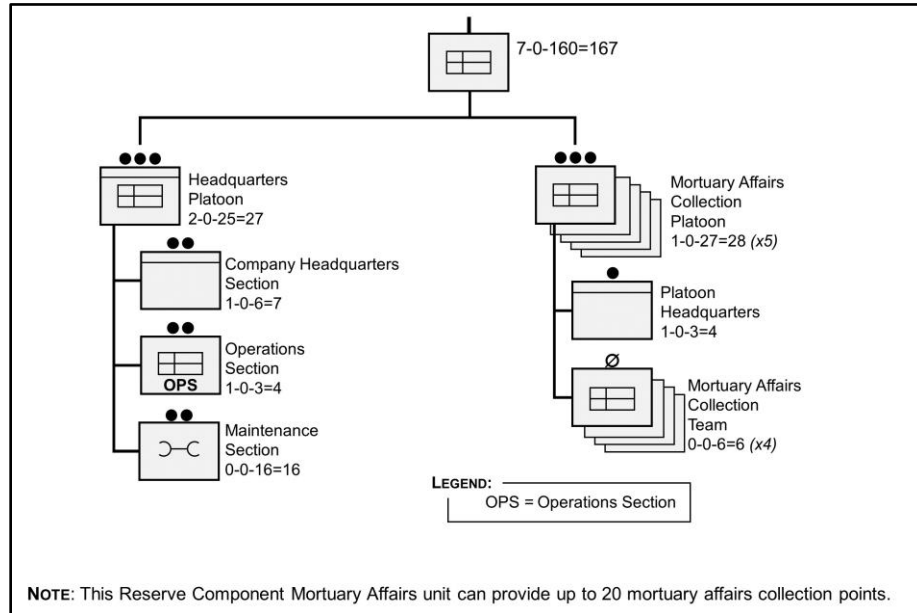 7-0-160=167
Headquarters
Platoon
2-0-25=27
Company Headquarters
Section
1-0-6=7
OPS
Operations
Section
1-0-3=4
Maintenance
Section
0-0-16=16
Mortuary Affairs
Collection
Platoon
1-0-27=28 (x5)
Platoon
Headquarters
1-0-3=4
Mortuary Affairs
Collection
Team
0-0-6=6 (x4)
LEGEND:
OPS = Operations Section
NOTE: This Reserve Component Mortuary Affairs unit can provide up to 20 mortuary affairs collection points.